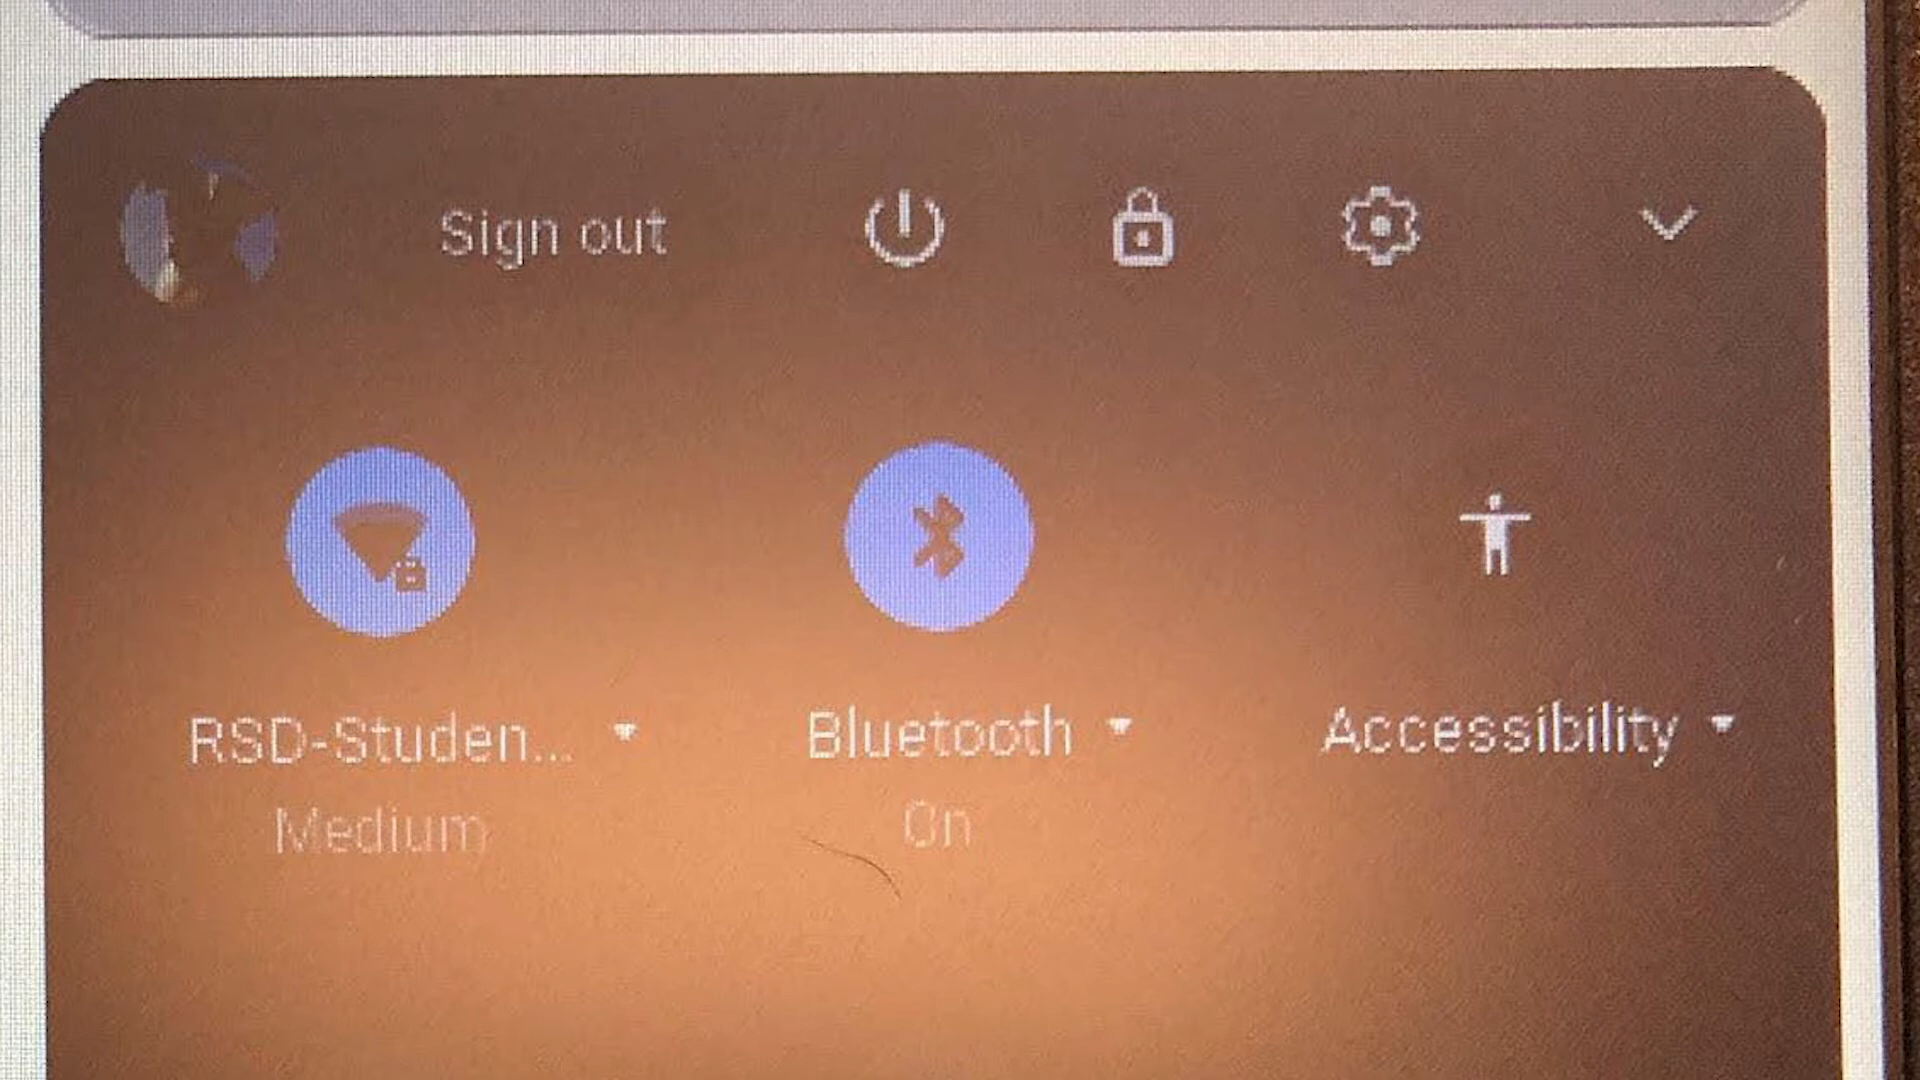 Sign out
RSD-Studen...
Bluetooth
Accessibility
Medium
On